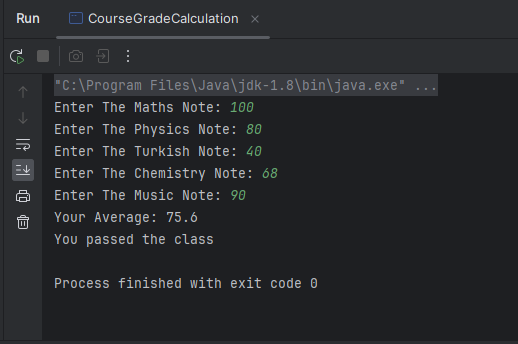 Run CourseGradeCalculation
"C:\Program Files\Java\jdk-1.8\bin\java.exe" ...
Enter The Maths Note: 100
Enter The Physics Note: 80
Enter The Turkish Note: 40
Enter The Chemistry Note: 68
Enter The Music Note: 90
Your Average: 75.6
You passed the class
Process finished with exit code 0